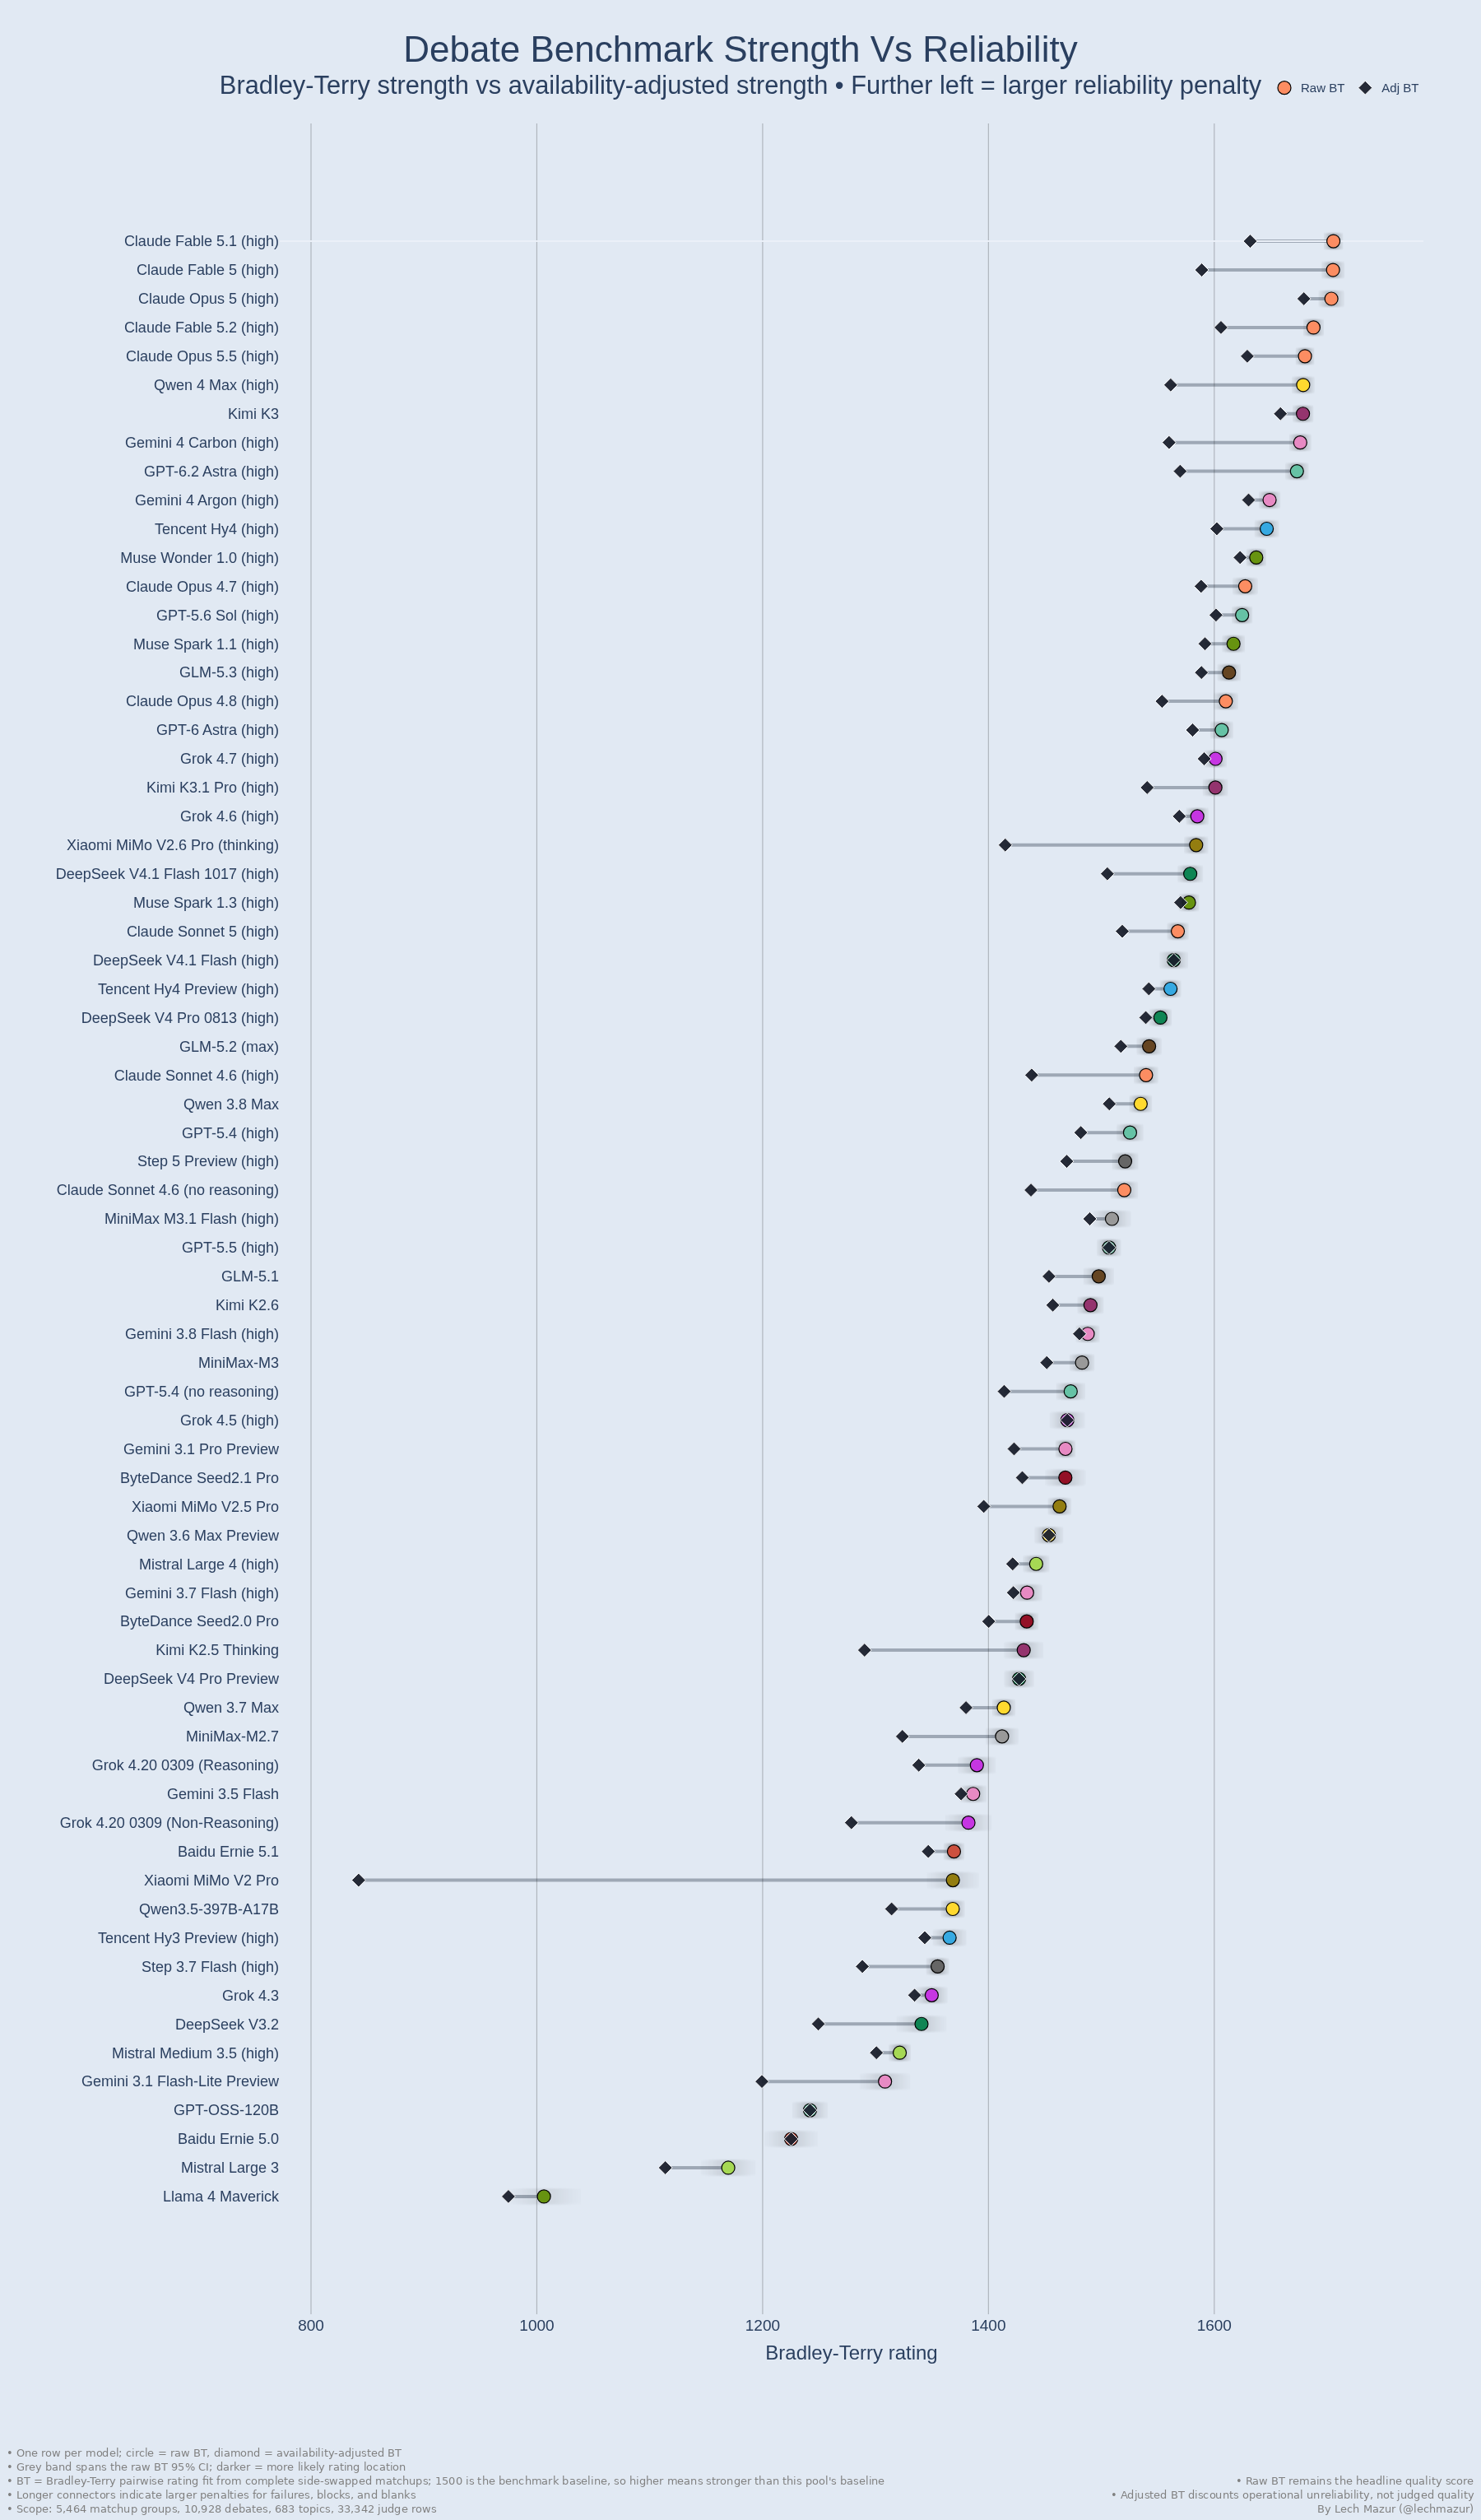 Debate Benchmark Strength Vs Reliability
Bradley-Terry strength vs availability-adjusted strength • Further left = larger reliability penalty
Raw BT
Adj BT
Claude Fable 5.1 (high)
Claude Fable 5 (high)
Claude Opus 5 (high)
Claude Fable 5.2 (high)
Claude Opus 5.5 (high)
Qwen 4 Max (high)
Kimi K3
Gemini 4 Carbon (high)
GPT-6.2 Astra (high)
Gemini 4 Argon (high)
Tencent Hy4 (high)
Muse Wonder 1.0 (high)
Claude Opus 4.7 (high)
GPT-5.6 Sol (high)
Muse Spark 1.1 (high)
GLM-5.3 (high)
Claude Opus 4.8 (high)
GPT-6 Astra (high)
Grok 4.7 (high)
Kimi K3.1 Pro (high)
Grok 4.6 (high)
Xiaomi MiMo V2.6 Pro (thinking)
DeepSeek V4.1 Flash 1017 (high)
Muse Spark 1.3 (high)
Claude Sonnet 5 (high)
DeepSeek V4.1 Flash (high)
Tencent Hy4 Preview (high)
DeepSeek V4 Pro 0813 (high)
GLM-5.2 (max)
Claude Sonnet 4.6 (high)
Qwen 3.8 Max
GPT-5.4 (high)
Step 5 Preview (high)
Claude Sonnet 4.6 (no reasoning)
MiniMax M3.1 Flash (high)
GPT-5.5 (high)
GLM-5.1
Kimi K2.6
Gemini 3.8 Flash (high)
MiniMax-M3
GPT-5.4 (no reasoning)
Grok 4.5 (high)
Gemini 3.1 Pro Preview
ByteDance Seed2.1 Pro
Xiaomi MiMo V2.5 Pro
Qwen 3.6 Max Preview
Mistral Large 4 (high)
Gemini 3.7 Flash (high)
ByteDance Seed2.0 Pro
Kimi K2.5 Thinking
DeepSeek V4 Pro Preview
Qwen 3.7 Max
MiniMax-M2.7
Grok 4.20 0309 (Reasoning)
Gemini 3.5 Flash
Grok 4.20 0309 (Non-Reasoning)
Baidu Ernie 5.1
Xiaomi MiMo V2 Pro
Qwen3.5-397B-A17B
Tencent Hy3 Preview (high)
Step 3.7 Flash (high)
Grok 4.3
DeepSeek V3.2
Mistral Medium 3.5 (high)
Gemini 3.1 Flash-Lite Preview
GPT-OSS-120B
Baidu Ernie 5.0
Mistral Large 3
Llama 4 Maverick
800 1000 1200 1400 1600
Bradley-Terry rating
• One row per model; circle = raw BT, diamond = availability-adjusted BT
• Grey band spans the raw BT 95% CI; darker = more likely rating location
• BT = Bradley-Terry pairwise rating fit from complete side-swapped matchups; 1500 is the benchmark baseline, so higher means stronger than this pool's baseline
• Longer connectors indicate larger penalties for failures, blocks, and blanks
• Scope: 5,464 matchup groups, 10,928 debates, 683 topics, 33,342 judge rows
• Raw BT remains the headline quality score
• Adjusted BT discounts operational unreliability, not judged quality
By Lech Mazur (@lechmazur)